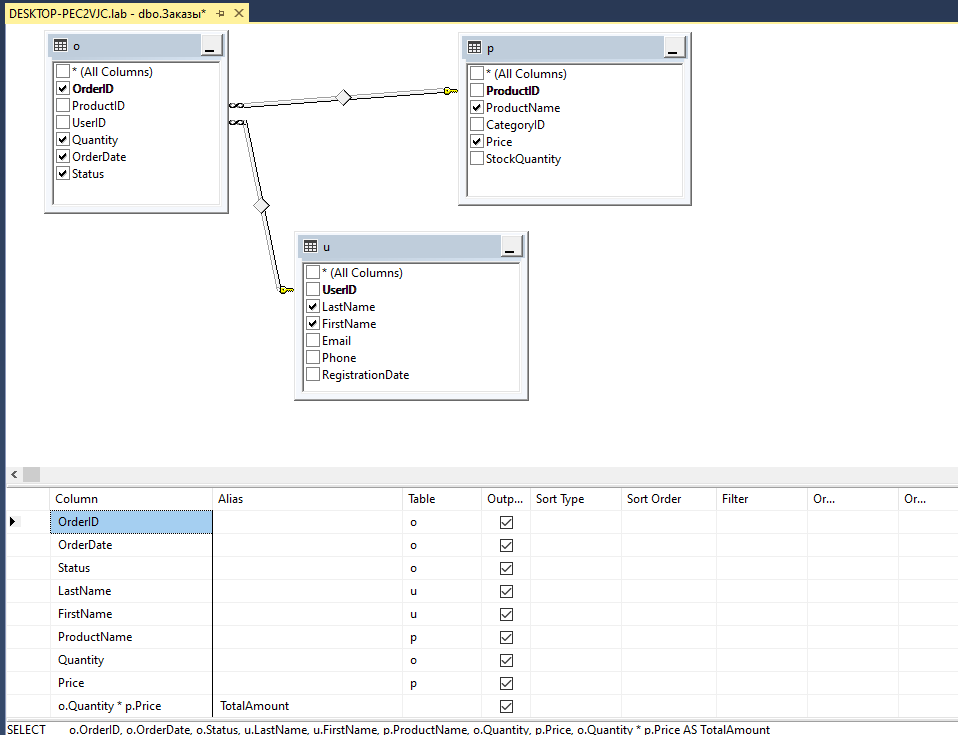 DESKTOP-PEC2VJC.lab - dbo.Заказы*
o
* (All Columns)
OrderID
ProductID
UserID
Quantity
OrderDate
Status
p
* (All Columns)
ProductID
ProductName
CategoryID
Price
StockQuantity
u
* (All Columns)
UserID
LastName
FirstName
Email
Phone
RegistrationDate
Column Alias Table Outp... Sort Type Sort Order Filter Or... Or...
OrderID o
OrderDate o
Status o
LastName u
FirstName u
ProductName p
Quantity o
Price p
o.Quantity * p.Price TotalAmount
SELECT o.OrderID, o.OrderDate, o.Status, u.LastName, u.FirstName, p.ProductName, o.Quantity, p.Price, o.Quantity * p.Price AS TotalAmount